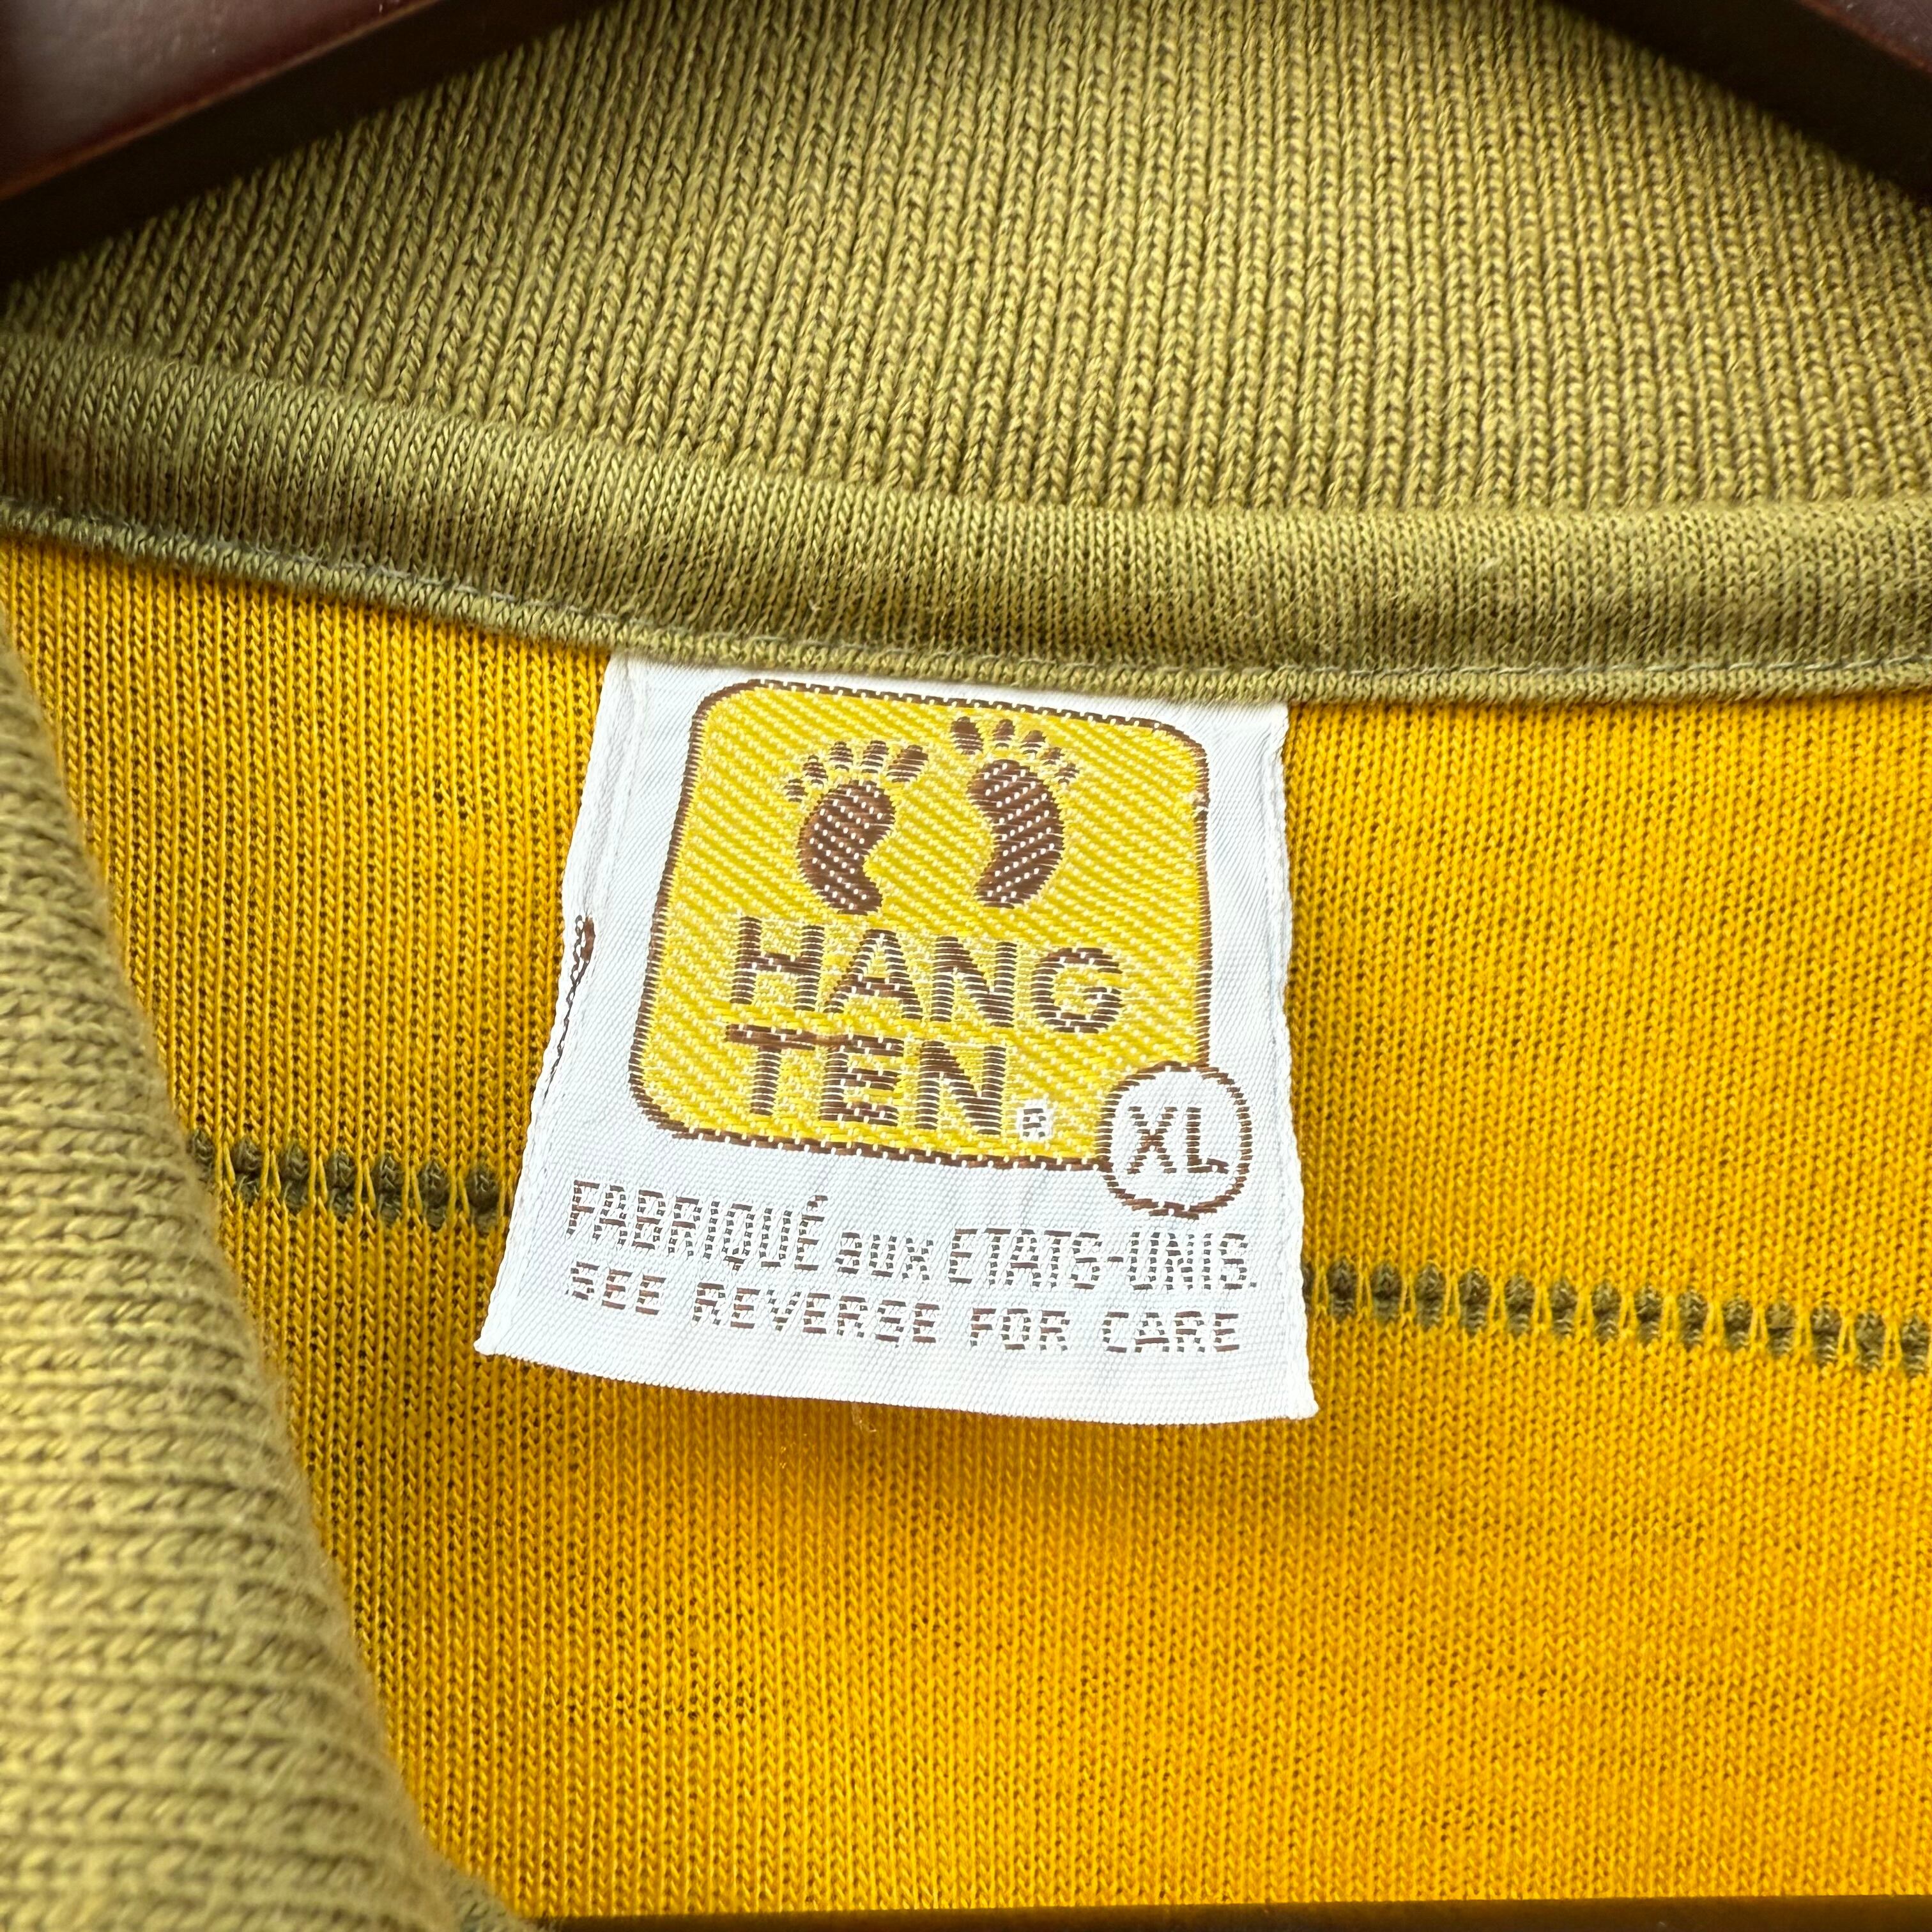 HANG
TEN®
XL
FABRIQUÉ aux ETATS-UNIS.
SEE REVERSE FOR CARE